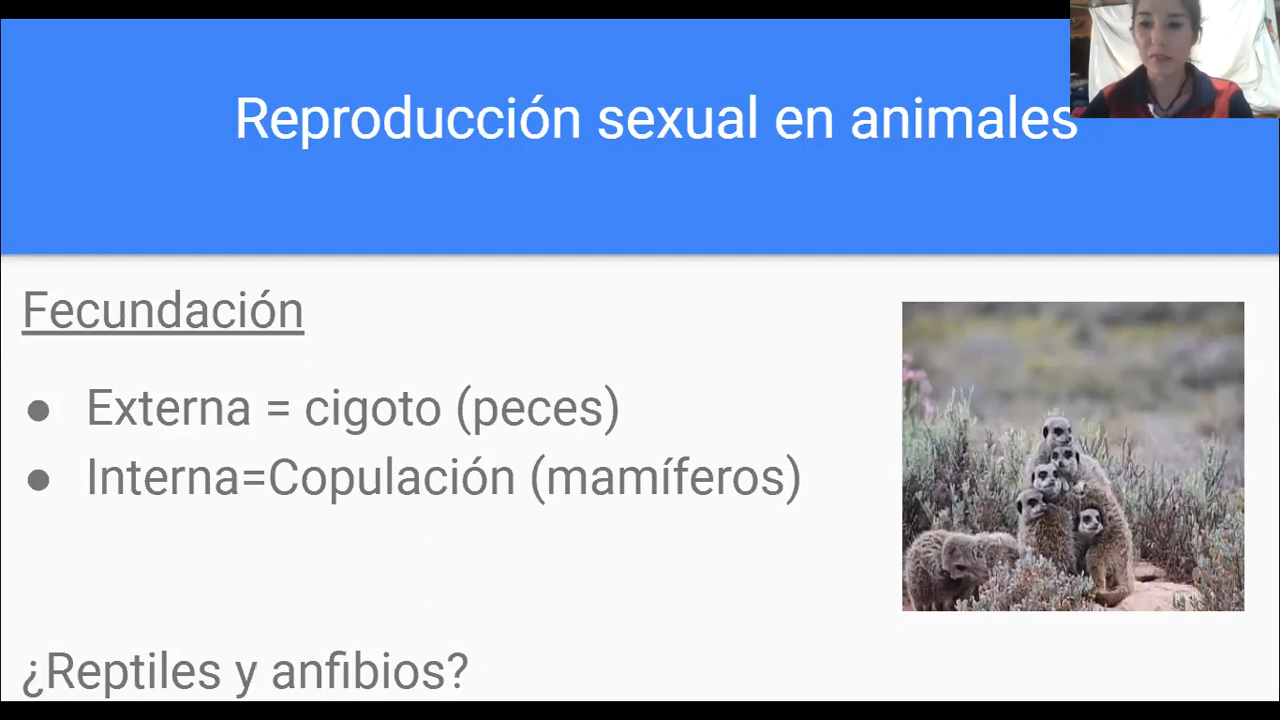 Reproducción sexual en animales
Fecundación
● Externa = cigoto (peces)
● Interna=Copulación (mamíferos)
¿Reptiles y anfibios?